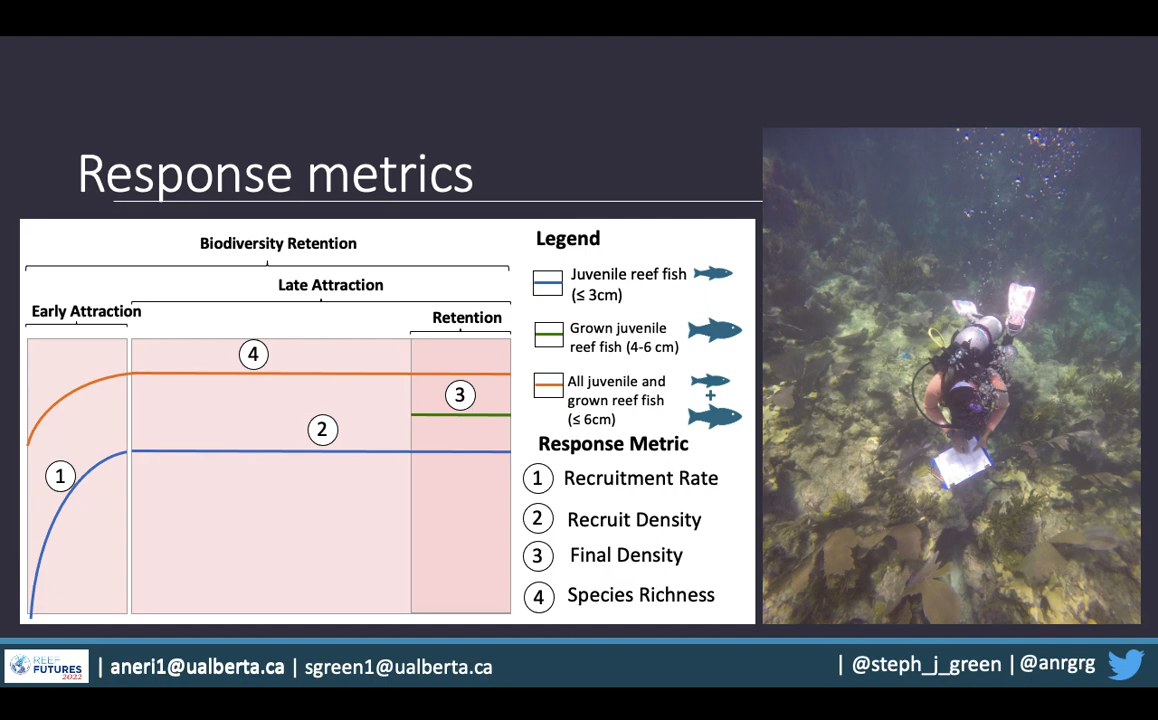 Response metrics
Biodiversity Retention
Late Attraction
Early Attraction
Retention
4
3
2
1
Legend
Juvenile reef fish
(≤ 3cm)
Grown juvenile
reef fish (4-6 cm)
All juvenile and
grown reef fish
(≤ 6cm)
+
Response Metric
1 Recruitment Rate
2 Recruit Density
3 Final Density
4 Species Richness
REEF
FUTURES
2022
| aneri1@ualberta.ca | sgreen1@ualberta.ca
| @steph_j_green | @anrgrg